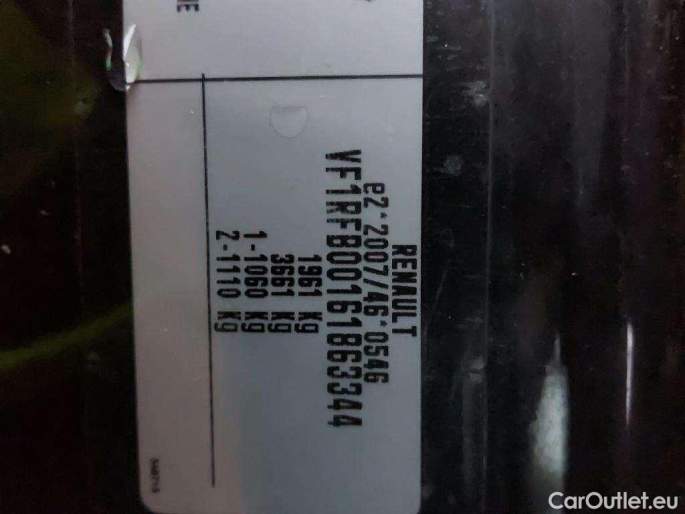 RENAULT
e2*2007/46*0546
VF1RFB00161863344
1961 Kg
3661 Kg
1-1060 Kg
2-1110 Kg
CarOutlet.eu